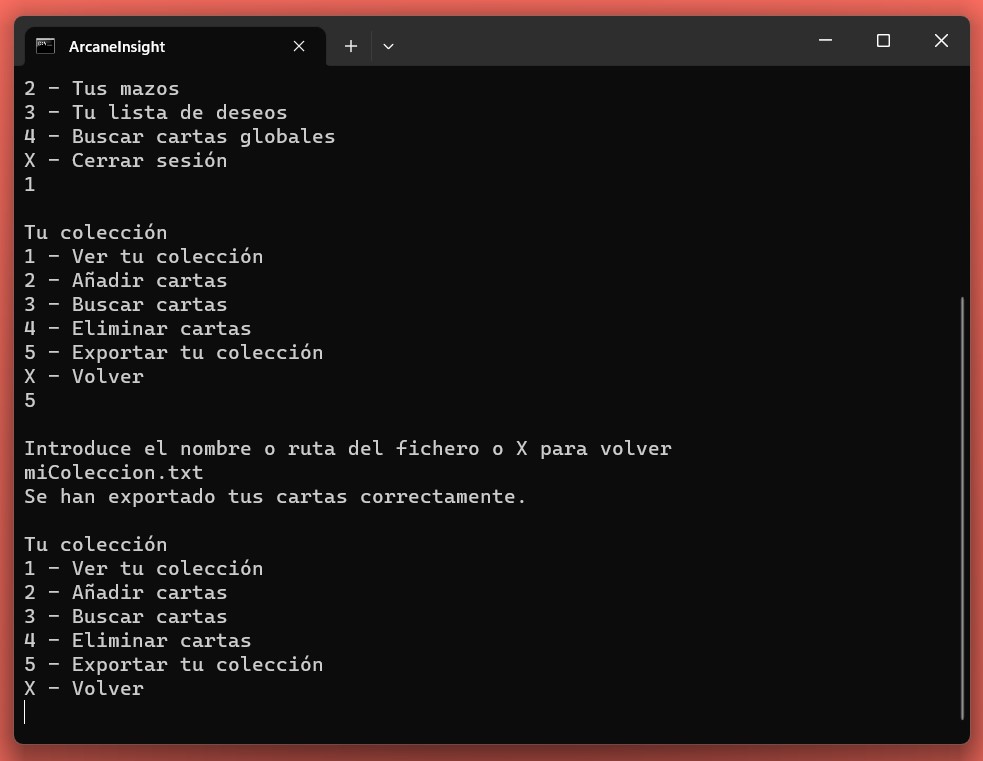 ArcaneInsight
2 - Tus mazos
3 - Tu lista de deseos
4 - Buscar cartas globales
X - Cerrar sesión
1
Tu colección
1 - Ver tu colección
2 - Añadir cartas
3 - Buscar cartas
4 - Eliminar cartas
5 - Exportar tu colección
X - Volver
5
Introduce el nombre o ruta del fichero o X para volver
miColeccion.txt
Se han exportado tus cartas correctamente.
Tu colección
1 - Ver tu colección
2 - Añadir cartas
3 - Buscar cartas
4 - Eliminar cartas
5 - Exportar tu colección
X - Volver